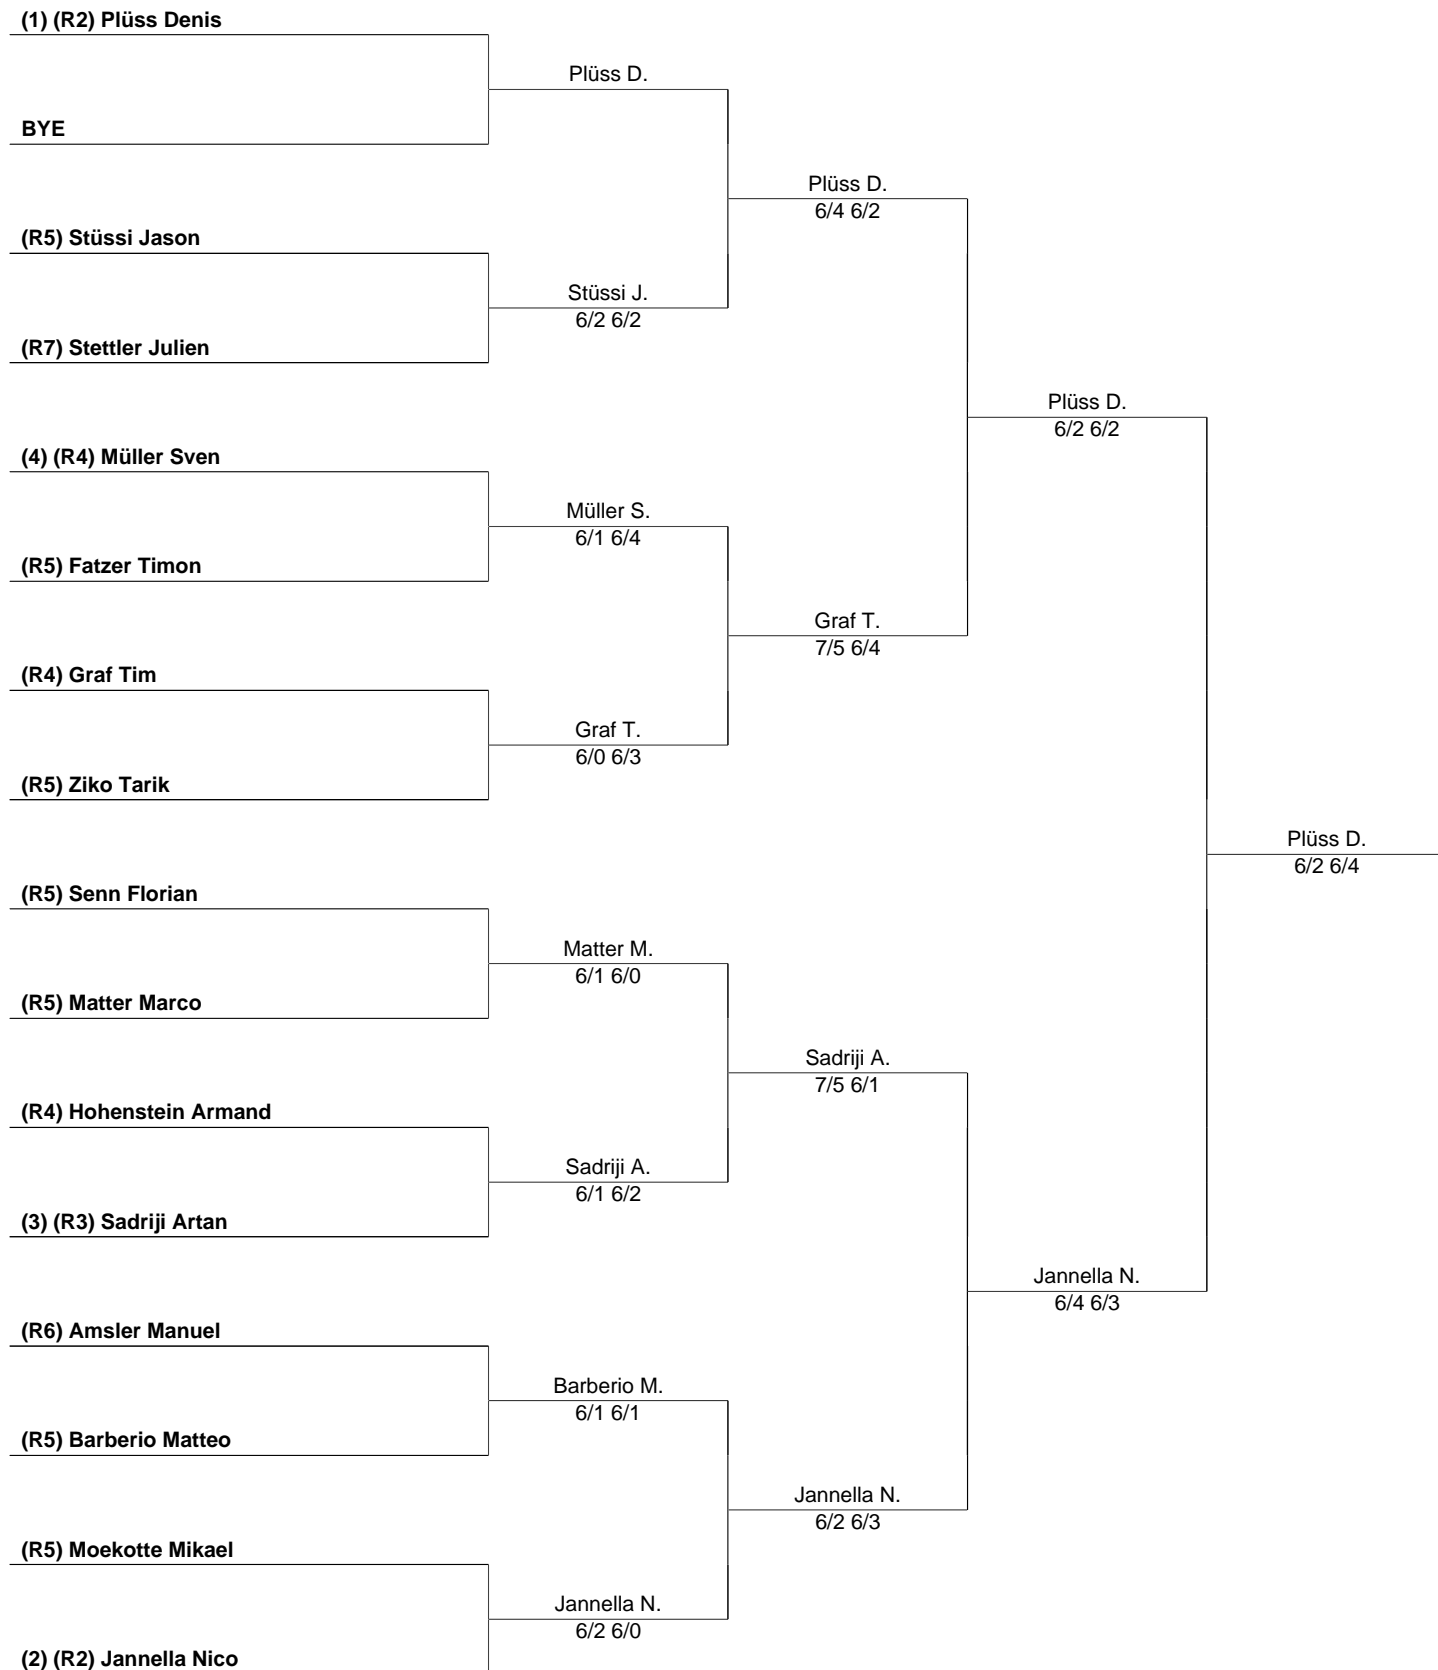 (1) (R2) Plüss Denis
Plüss D.
BYE
Plüss D.
6/4 6/2
(R5) Stüssi Jason
Stüssi J.
6/2 6/2
(R7) Stettler Julien
Plüss D.
6/2 6/2
(4) (R4) Müller Sven
Müller S.
6/1 6/4
(R5) Fatzer Timon
Graf T.
7/5 6/4
(R4) Graf Tim
Graf T.
6/0 6/3
(R5) Ziko Tarik
Plüss D.
6/2 6/4
(R5) Senn Florian
Matter M.
6/1 6/0
(R5) Matter Marco
Sadriji A.
7/5 6/1
(R4) Hohenstein Armand
Sadriji A.
6/1 6/2
(3) (R3) Sadriji Artan
Jannella N.
6/4 6/3
(R6) Amsler Manuel
Barberio M.
6/1 6/1
(R5) Barberio Matteo
Jannella N.
6/2 6/3
(R5) Moekotte Mikael
Jannella N.
6/2 6/0
(2) (R2) Jannella Nico